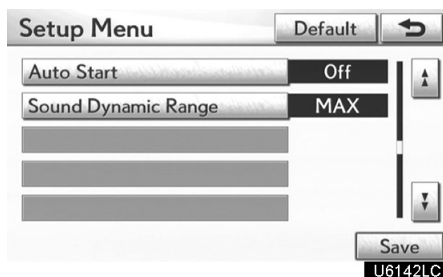 Setup Menu Default
Auto Start Off
Sound Dynamic Range MAX
Save
U6142LC